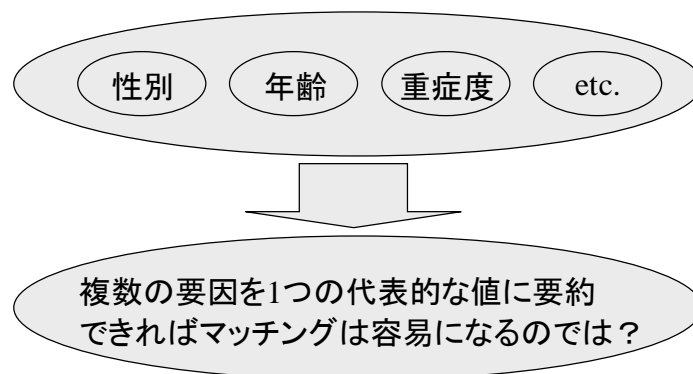 性別 年齢 重症度 etc.
複数の要因を1つの代表的な値に要約
できればマッチングは容易になるのでは？